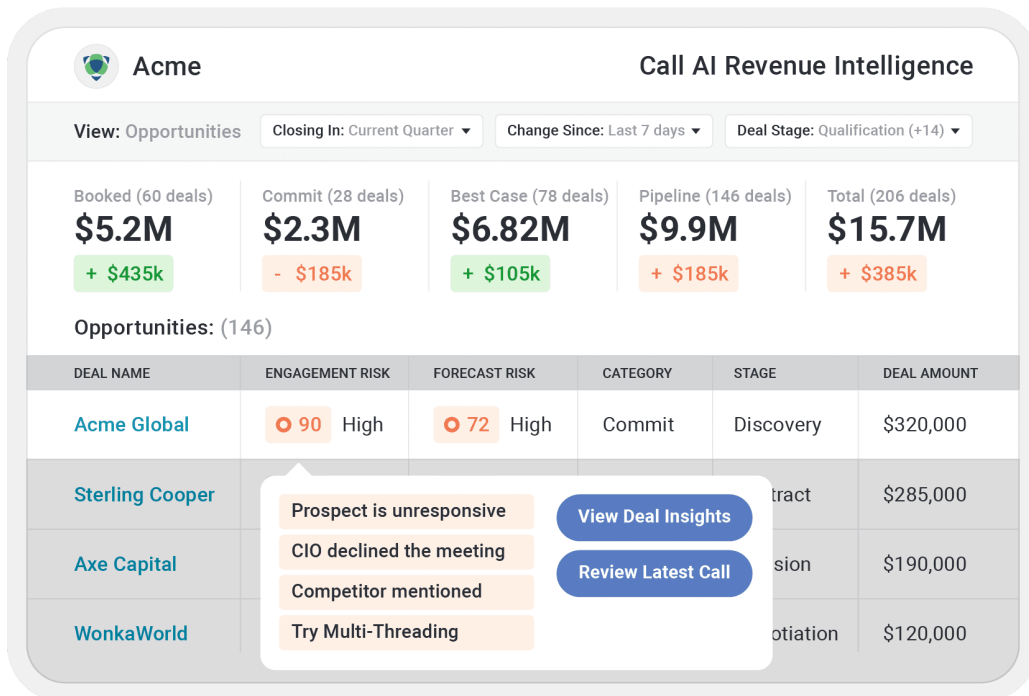 Acme
Call AI Revenue Intelligence
View: Opportunities
Closing In: Current Quarter
Change Since: Last 7 days
Deal Stage: Qualification (+14)
Booked (60 deals)
$5.2M
+ $435k
Commit (28 deals)
$2.3M
- $185k
Best Case (78 deals)
$6.82M
+ $105k
Pipeline (146 deals)
$9.9M
+ $185k
Total (206 deals)
$15.7M
+ $385k
Opportunities: (146)
DEAL NAME ENGAGEMENT RISK FORECAST RISK CATEGORY STAGE DEAL AMOUNT
Acme Global 90 High 72 High Commit Discovery $320,000
Sterling Cooper $285,000
Axe Capital $190,000
WonkaWorld $120,000
Prospect is unresponsive
CIO declined the meeting
Competitor mentioned
Try Multi-Threading
View Deal Insights
Review Latest Call